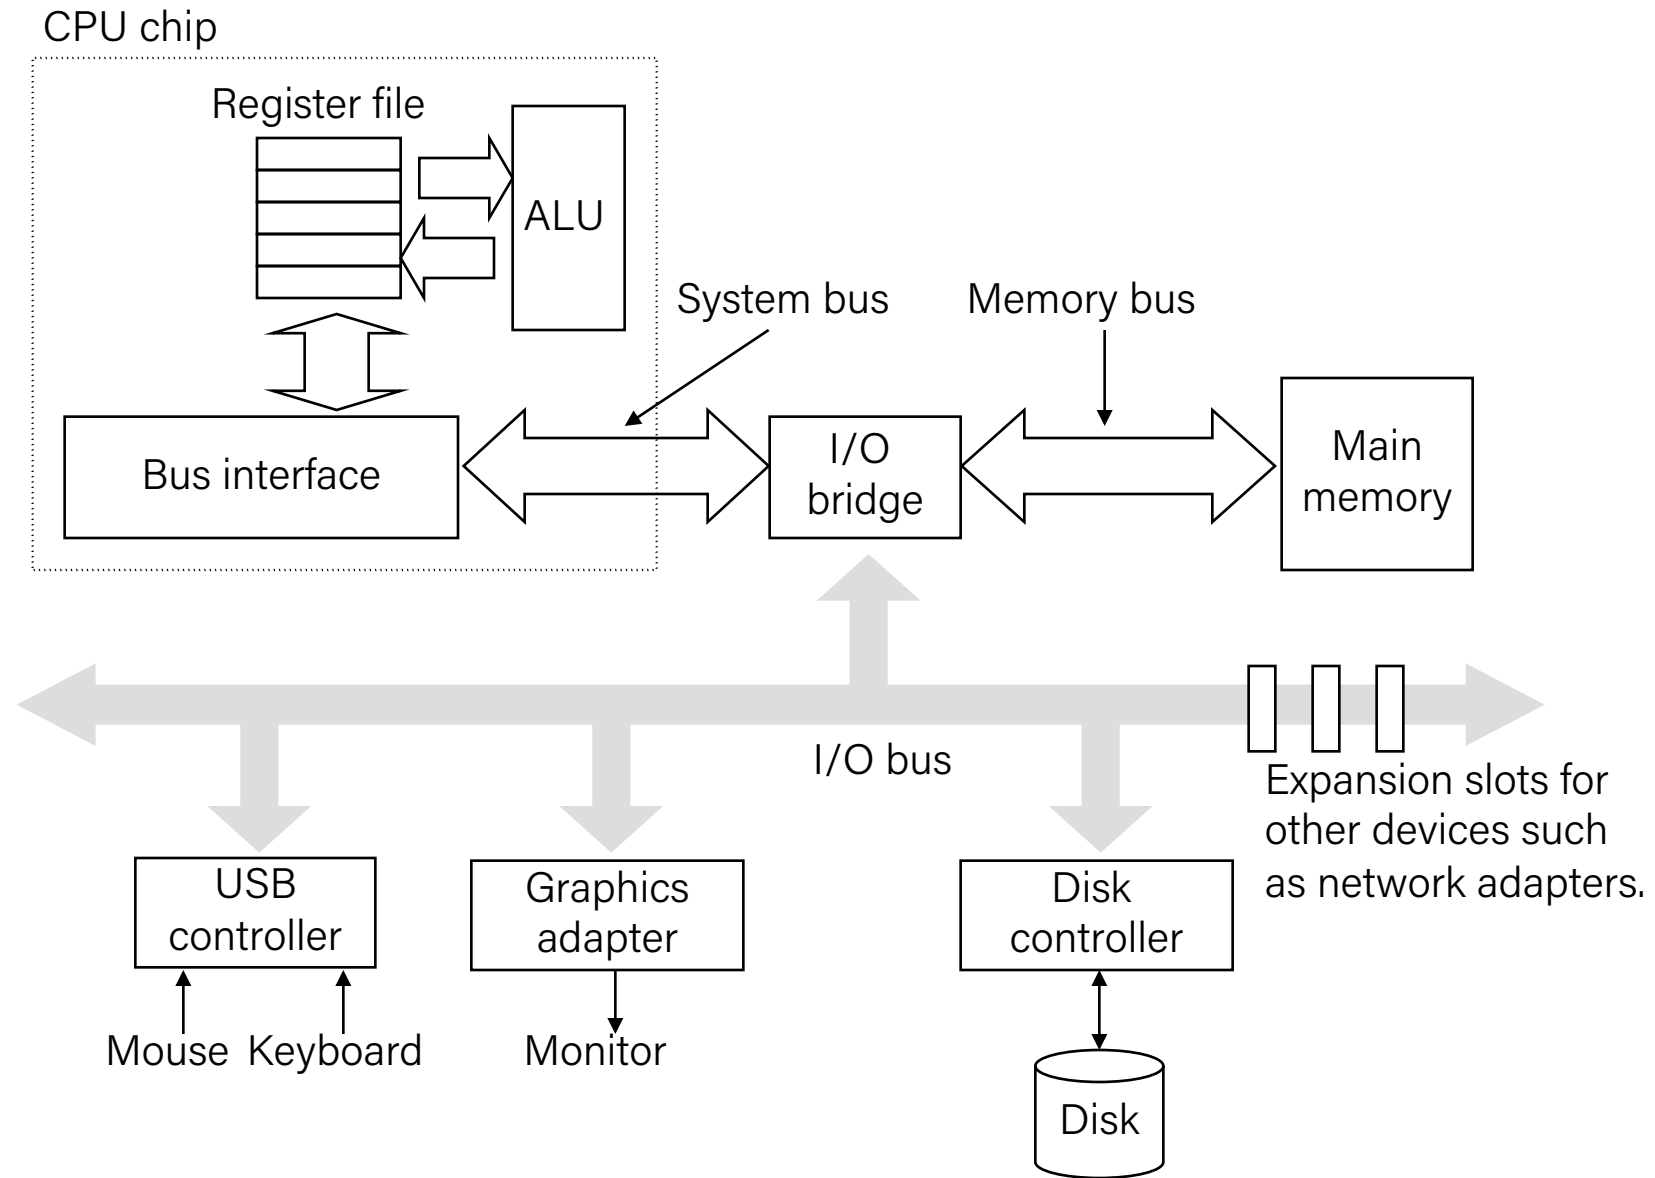 CPU chip
Register file
ALU
System bus
Memory bus
Bus interface
I/O
bridge
Main
memory
I/O bus
Expansion slots for
other devices such
as network adapters.
USB
controller
Graphics
adapter
Disk
controller
Mouse
Keyboard
Monitor
Disk